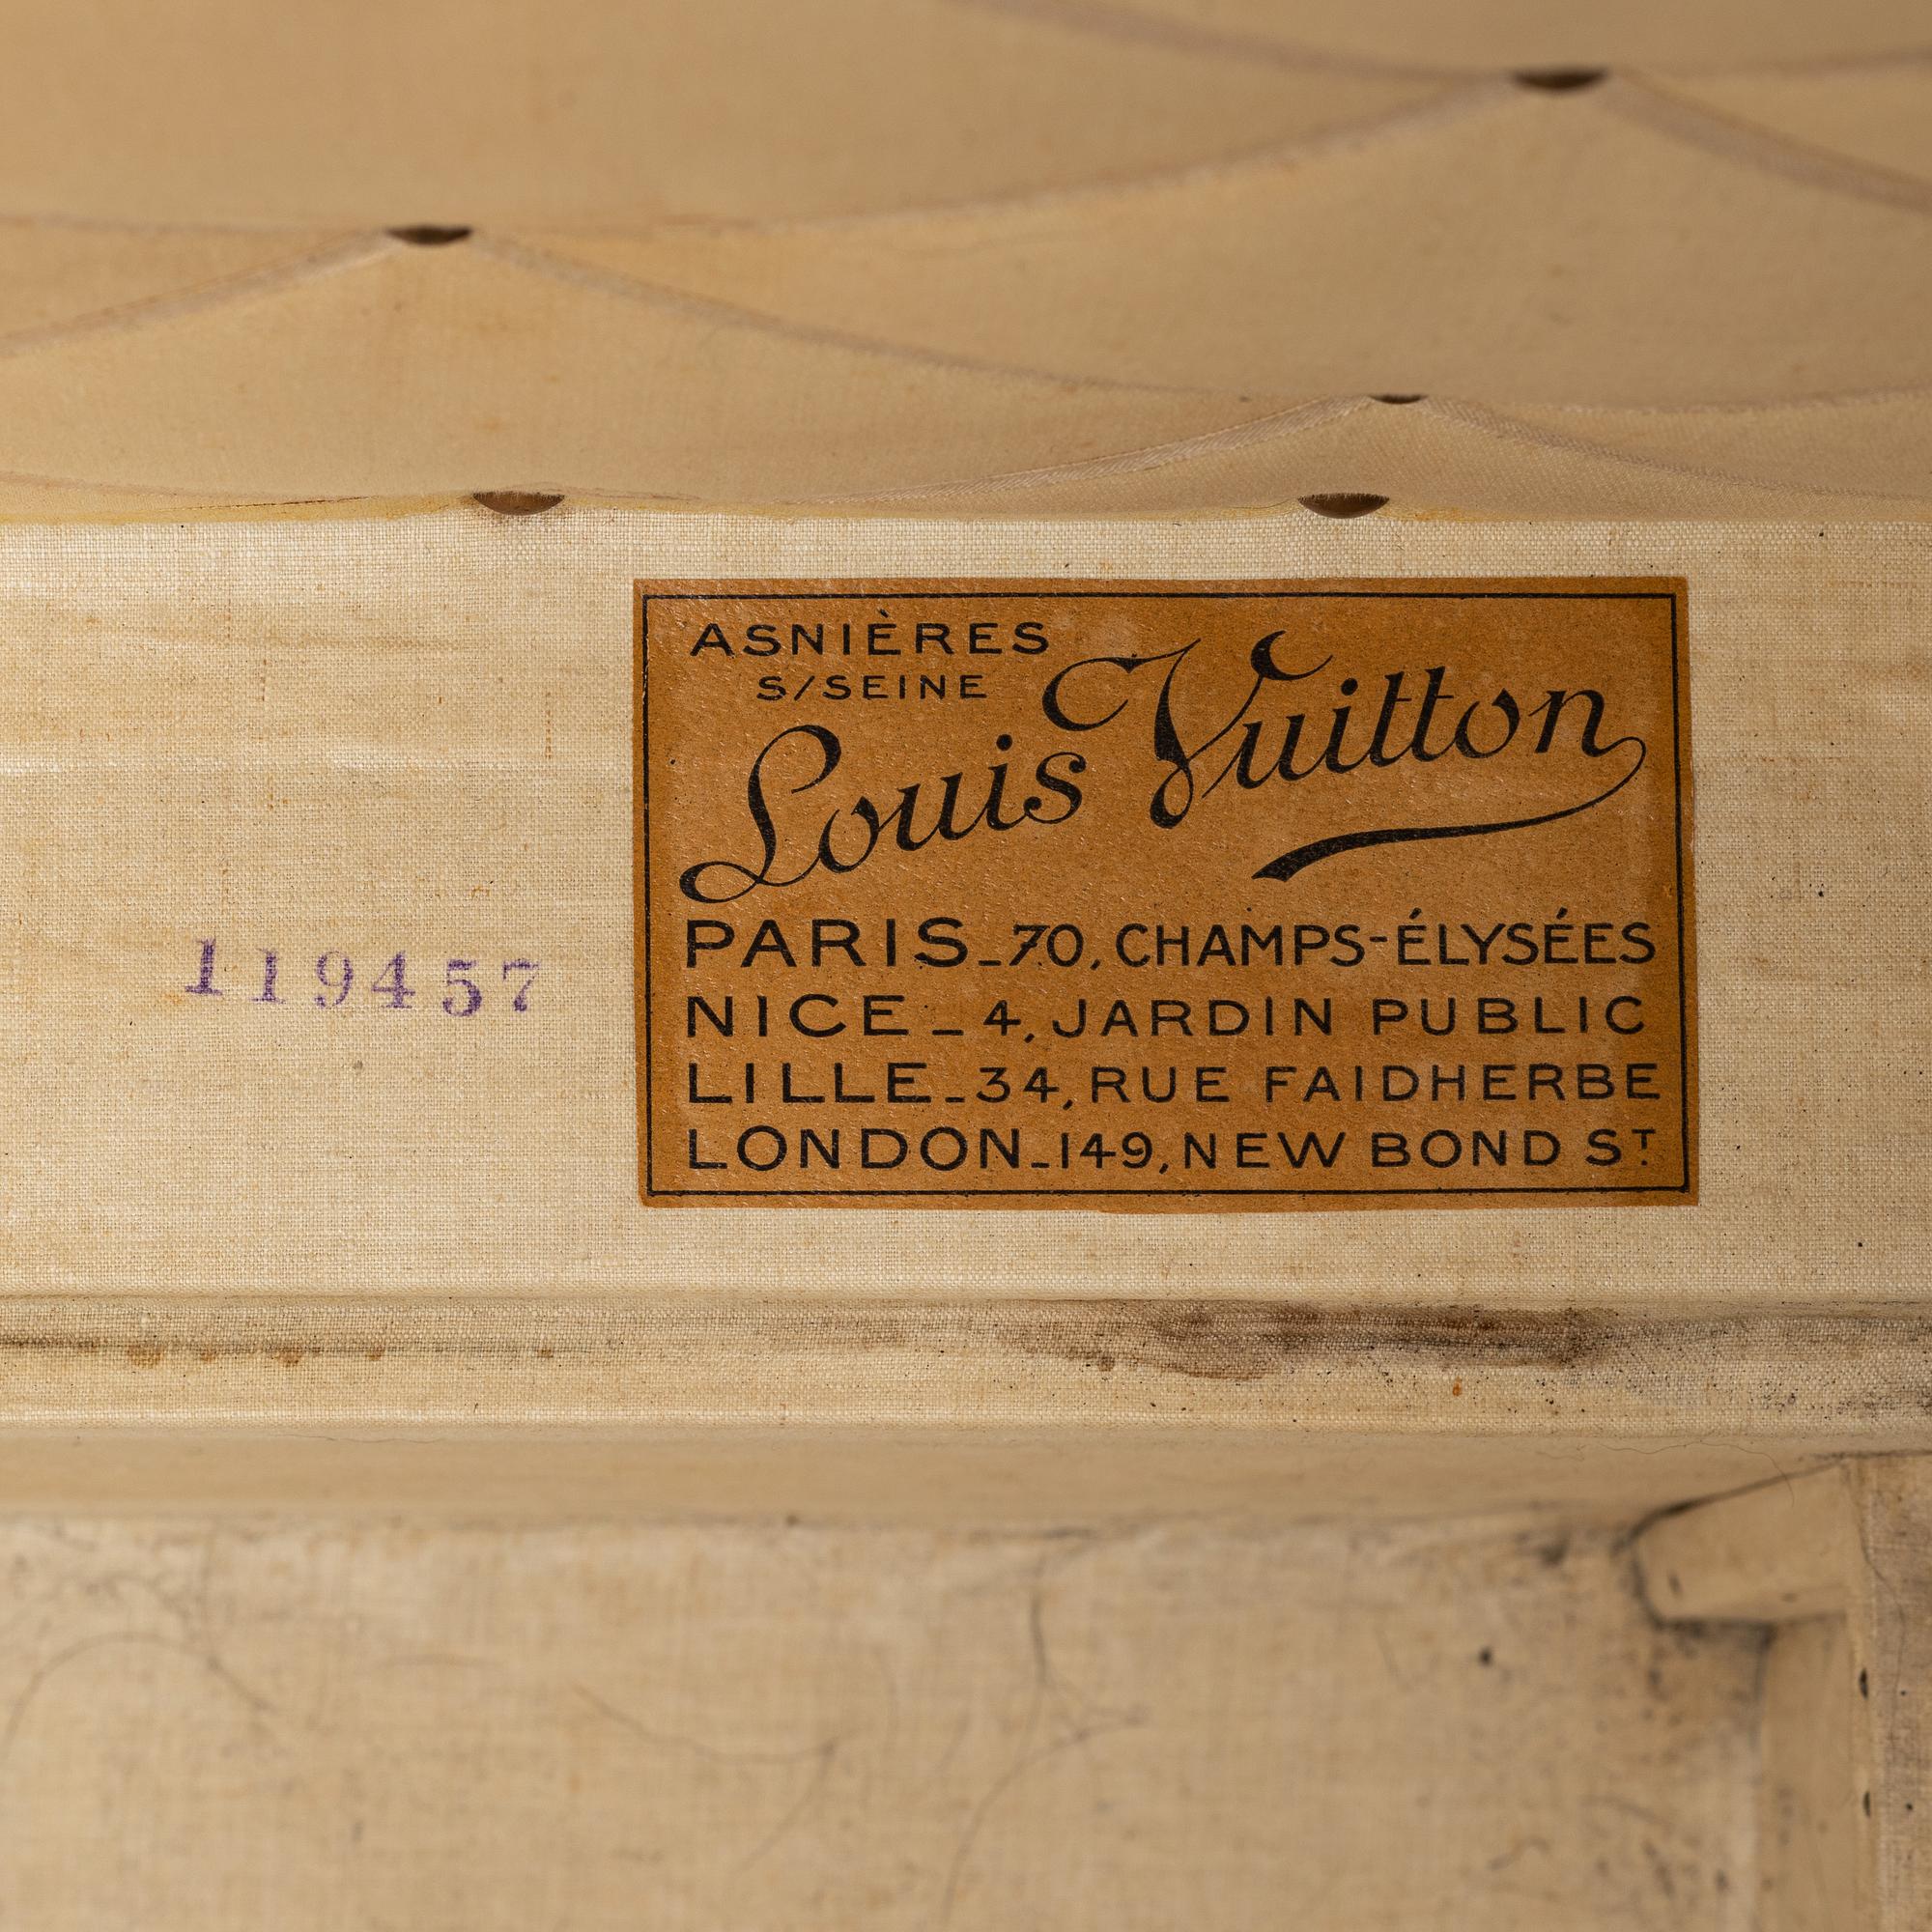 ASNIÈRES
S/SEINE
Louis Vuitton
PARIS_70, CHAMPS-ÉLYSÉES
NICE_4, JARDIN PUBLIC
LILLE_34, RUE FAIDHERBE
LONDON_149, NEW BOND ST.
119457